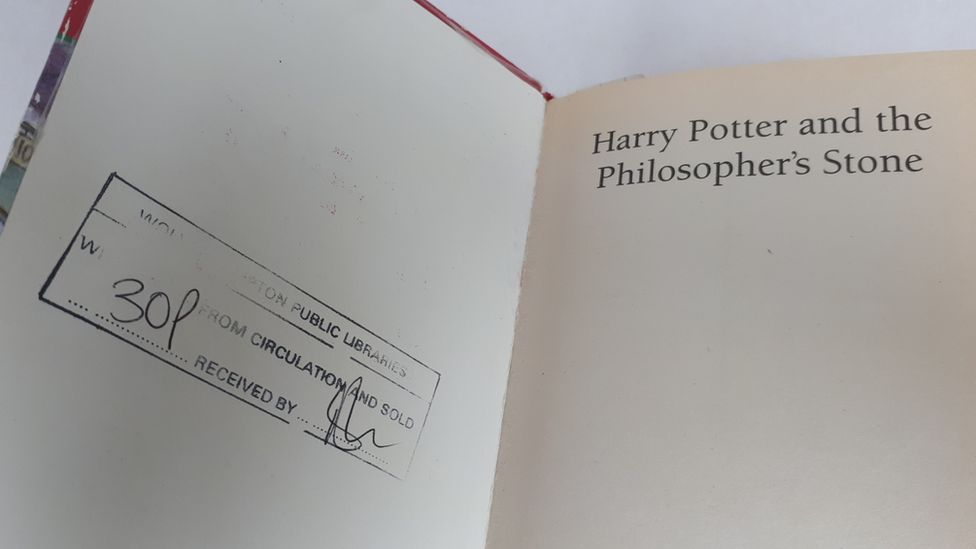 PUBLIC LIBRARIES
FROM CIRCULATION AND SOLD
30p
RECEIVED BY
Harry Potter and the
Philosopher's Stone